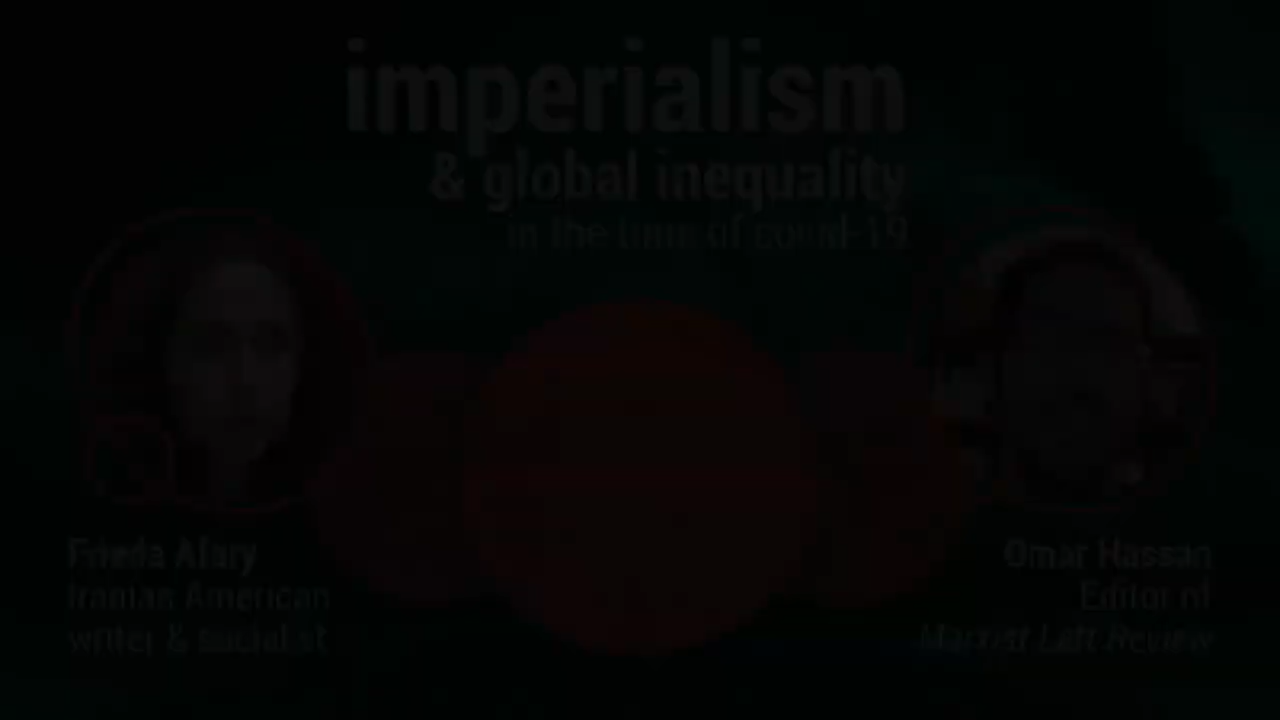 imperialism
& global inequality
in the time of covid-19
Frieda Afary
Iranian American
writer & socialist
Omar Hassan
Editor of
Marxist Left Review